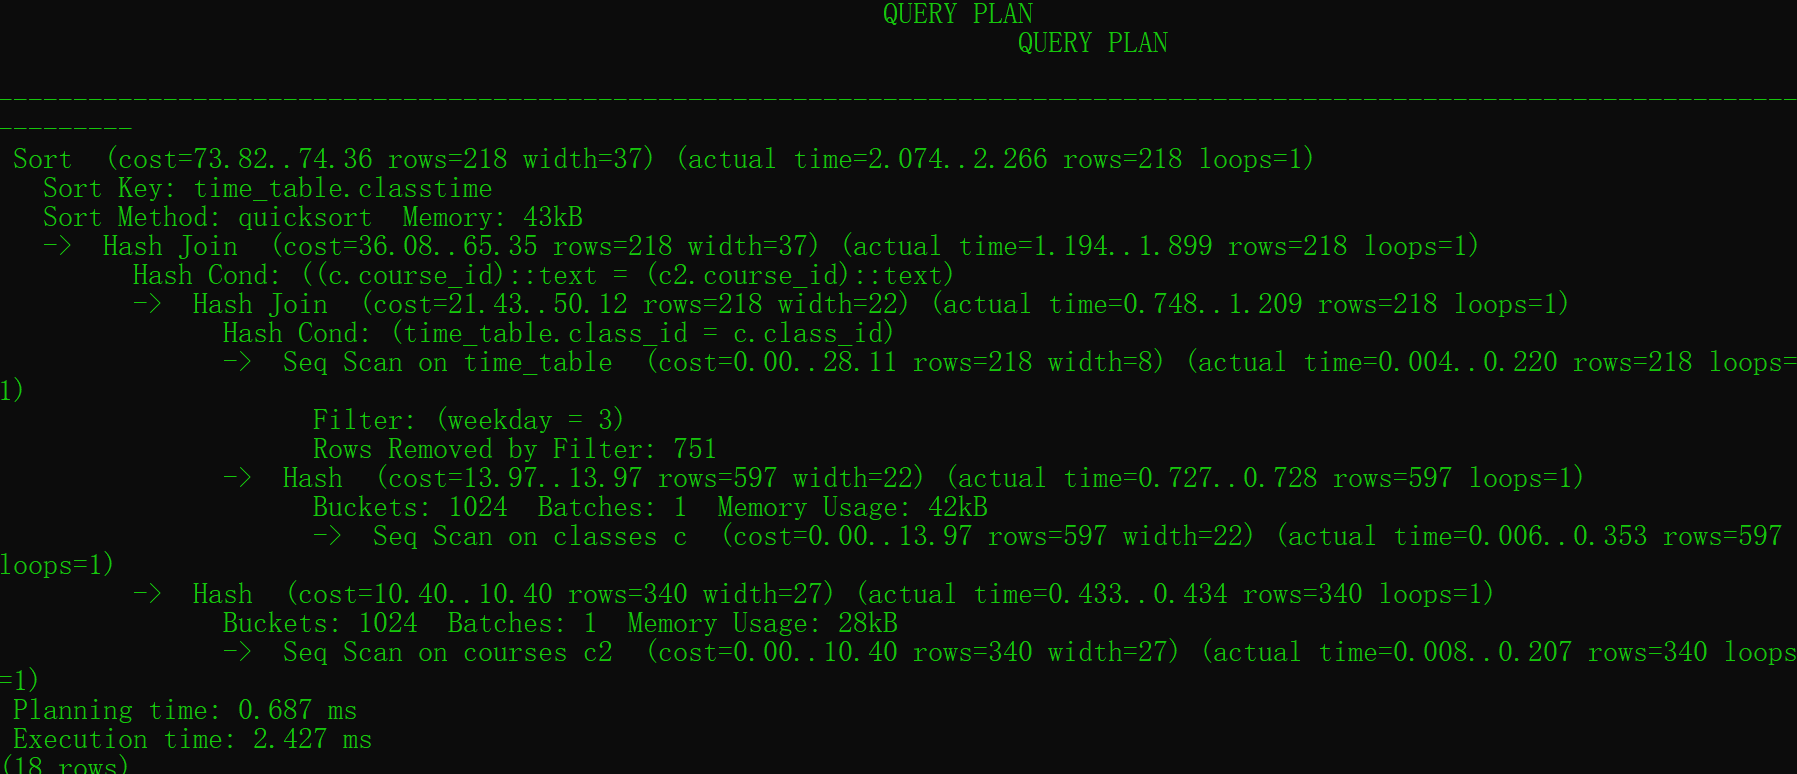 QUERY PLAN
QUERY PLAN
------------------------------------------------------------------------------------------------------------------------
---------
Sort  (cost=73.82..74.36 rows=218 width=37) (actual time=2.074..2.266 rows=218 loops=1)
Sort Key: time_table.classtime
Sort Method: quicksort  Memory: 43kB
->  Hash Join  (cost=36.08..65.35 rows=218 width=37) (actual time=1.194..1.899 rows=218 loops=1)
Hash Cond: ((c.course_id)::text = (c2.course_id)::text)
->  Hash Join  (cost=21.43..50.12 rows=218 width=22) (actual time=0.748..1.209 rows=218 loops=1)
Hash Cond: (time_table.class_id = c.class_id)
->  Seq Scan on time_table  (cost=0.00..28.11 rows=218 width=8) (actual time=0.004..0.220 rows=218 loops=
1)
Filter: (weekday = 3)
Rows Removed by Filter: 751
->  Hash  (cost=13.97..13.97 rows=597 width=22) (actual time=0.727..0.728 rows=597 loops=1)
Buckets: 1024  Batches: 1  Memory Usage: 42kB
->  Seq Scan on classes c  (cost=0.00..13.97 rows=597 width=22) (actual time=0.006..0.353 rows=597
loops=1)
->  Hash  (cost=10.40..10.40 rows=340 width=27) (actual time=0.433..0.434 rows=340 loops=1)
Buckets: 1024  Batches: 1  Memory Usage: 28kB
->  Seq Scan on courses c2  (cost=0.00..10.40 rows=340 width=27) (actual time=0.008..0.207 rows=340 loops
=1)
Planning time: 0.687 ms
Execution time: 2.427 ms
(18 rows)